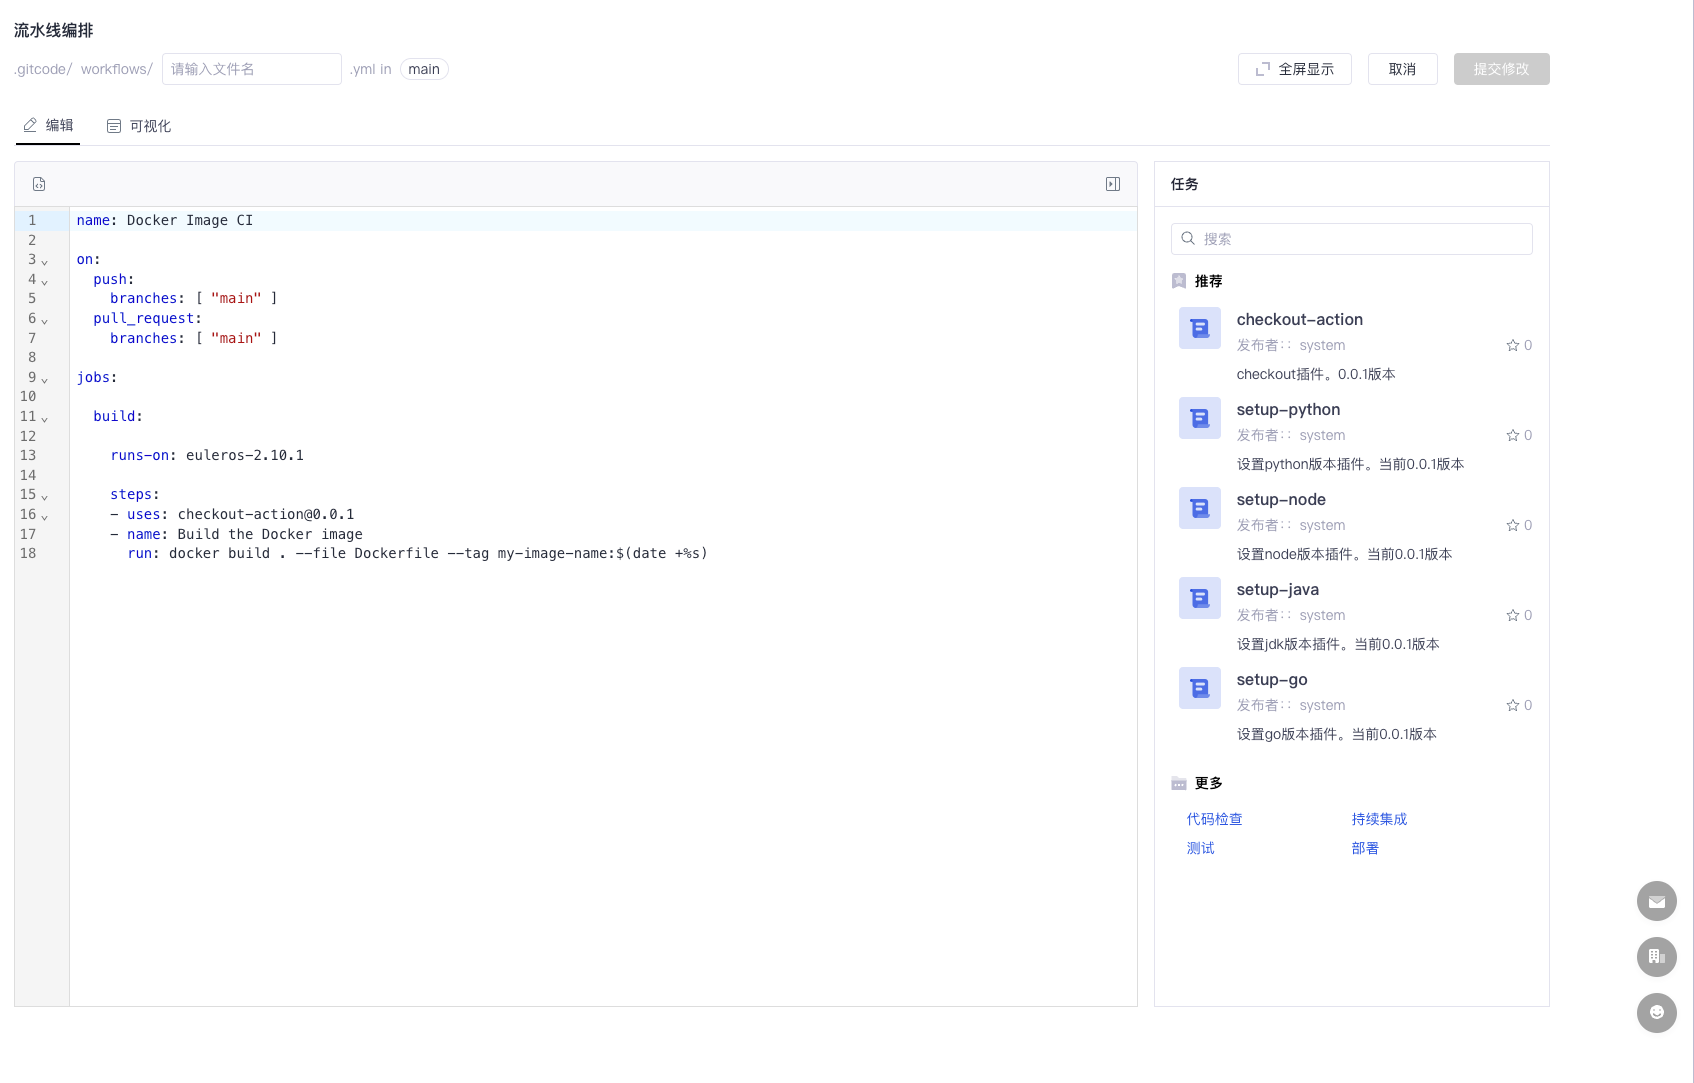 流水线编排
.gitcode/ workflows/ 请输入文件名 .yml in main
全屏显示 取消 提交修改
编辑 可视化
1 name: Docker Image CI
2
3 on:
4 push:
5 branches: [ "main" ]
6 pull_request:
7 branches: [ "main" ]
8
9 jobs:
10
11 build:
12
13 runs-on: euleros-2.10.1
14
15 steps:
16 - uses: checkout-action@0.0.1
17 - name: Build the Docker image
18 run: docker build . --file Dockerfile --tag my-image-name:$(date +%s)
任务
搜索
推荐
checkout-action
发布者:: system 0
checkout插件。0.0.1版本
setup-python
发布者:: system 0
设置python版本插件。当前0.0.1版本
setup-node
发布者:: system 0
设置node版本插件。当前0.0.1版本
setup-java
发布者:: system 0
设置jdk版本插件。当前0.0.1版本
setup-go
发布者:: system 0
设置go版本插件。当前0.0.1版本
更多
代码检查 持续集成
测试 部署